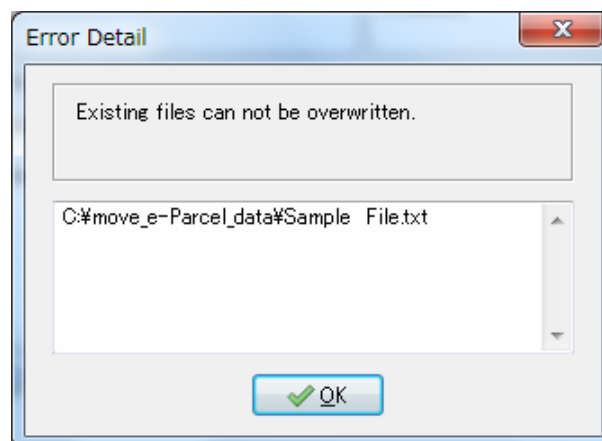 Error Detail
Existing files can not be overwritten.
C:¥move_e-Parcel_data¥Sample  File.txt
OK